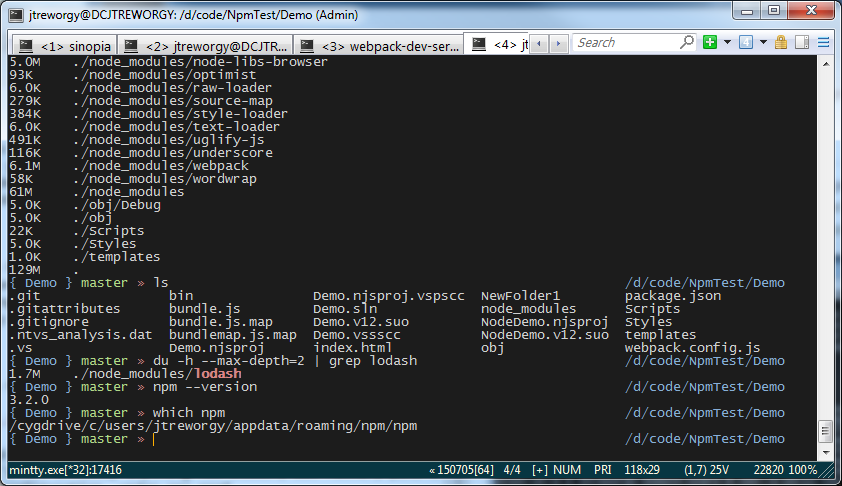 jtreworgy@DCJTREWORGY: /d/code/NpmTest/Demo (Admin)
<1> sinopia <2> jtreworgy@DCJTR... <3> webpack-dev-ser... <4> jt Search
5.0M ./node_modules/node-libs-browser
93K ./node_modules/optimist
6.0K ./node_modules/raw-loader
279K ./node_modules/source-map
384K ./node_modules/style-loader
6.0K ./node_modules/text-loader
491K ./node_modules/uglify-js
116K ./node_modules/underscore
6.1M ./node_modules/webpack
58K ./node_modules/wordwrap
61M ./node_modules
5.0K ./obj/Debug
5.0K ./obj
22K ./Scripts
5.0K ./Styles
1.0K ./templates
129M .
{ Demo } master » ls /d/code/NpmTest/Demo
.git bin Demo.njsproj.vspscc NewFolder1 package.json
.gitattributes bundle.js Demo.sln node_modules Scripts
.gitignore bundle.js.map Demo.v12.suo NodeDemo.njsproj Styles
.ntvs_analysis.dat bundlemap.js.map Demo.vssscc NodeDemo.v12.suo templates
.vs Demo.njsproj index.html obj webpack.config.js
{ Demo } master » du -h --max-depth=2 | grep lodash /d/code/NpmTest/Demo
1.7M ./node_modules/lodash
{ Demo } master » npm --version /d/code/NpmTest/Demo
3.2.0
{ Demo } master » which npm /d/code/NpmTest/Demo
/cygdrive/c/users/jtreworgy/appdata/roaming/npm/npm
{ Demo } master » /d/code/NpmTest/Demo
mintty.exe[*32]:17416 «150705[64] 4/4 [+] NUM PRI 118x29 (1,7) 25V 22820 100%